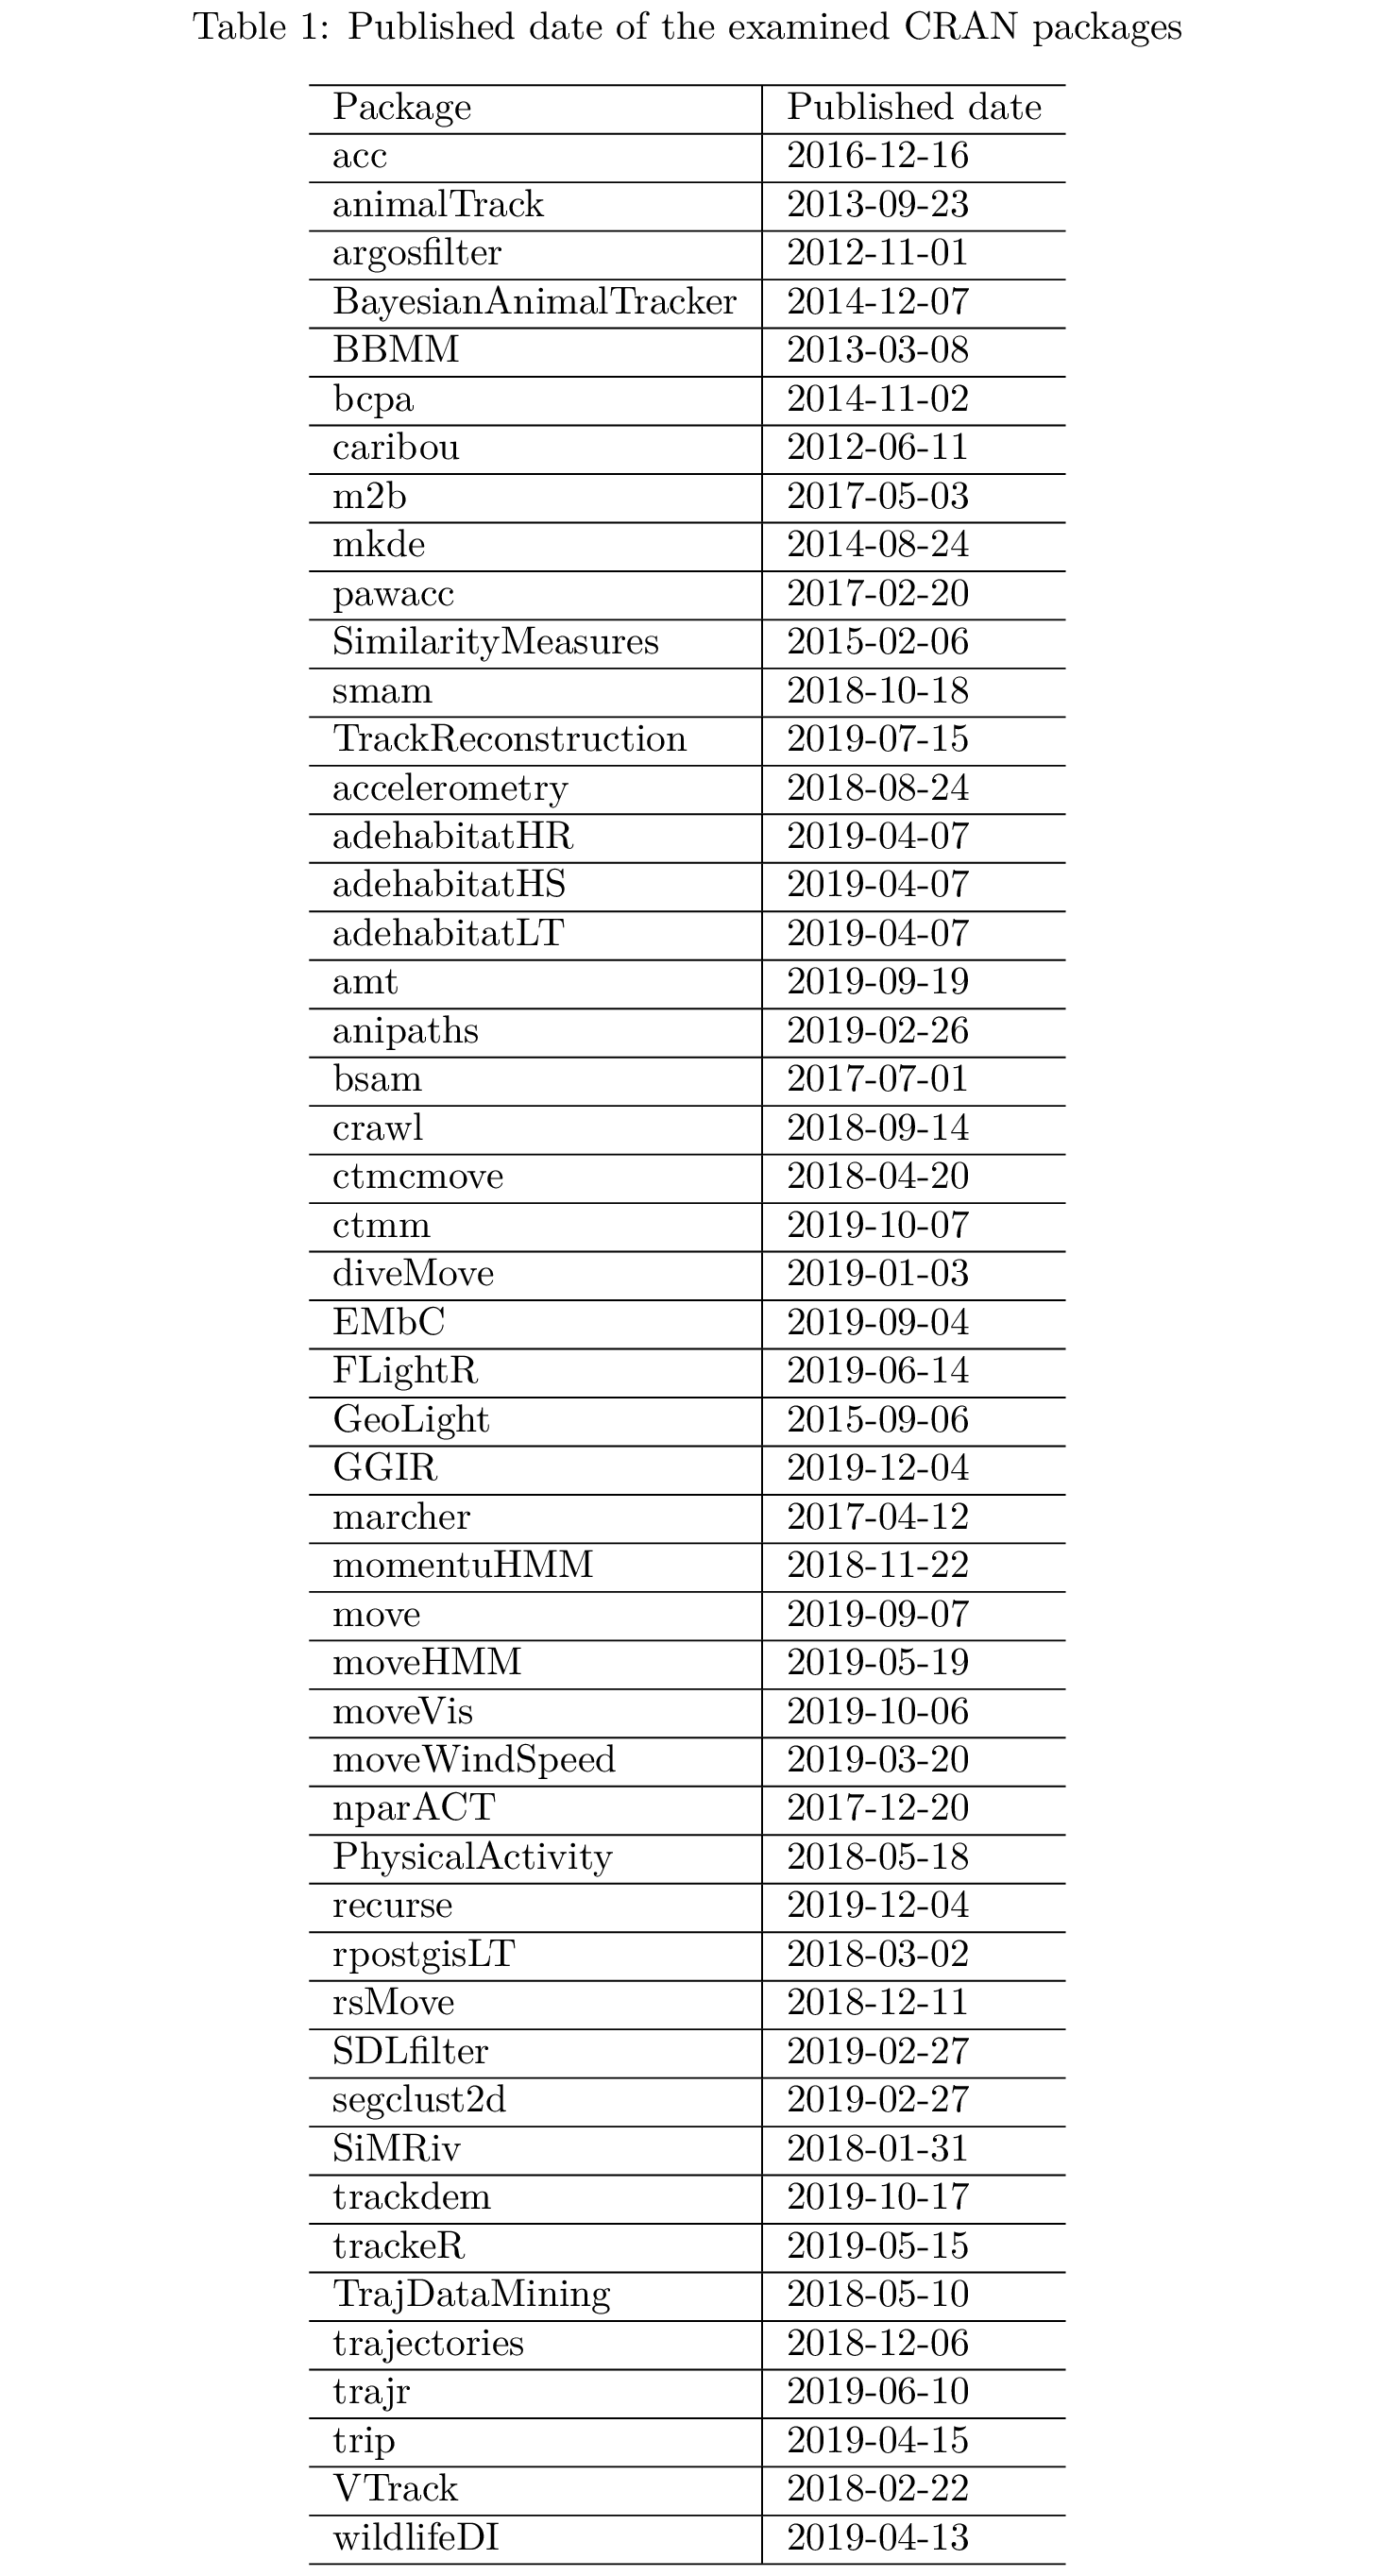 Table 1: Published date of the examined CRAN packages
Package Published date
acc 2016-12-16
animalTrack 2013-09-23
argosfilter 2012-11-01
BayesianAnimalTracker 2014-12-07
BBMM 2013-03-08
bcpa 2014-11-02
caribou 2012-06-11
m2b 2017-05-03
mkde 2014-08-24
pawacc 2017-02-20
SimilarityMeasures 2015-02-06
smam 2018-10-18
TrackReconstruction 2019-07-15
accelerometry 2018-08-24
adehabitatHR 2019-04-07
adehabitatHS 2019-04-07
adehabitatLT 2019-04-07
amt 2019-09-19
anipaths 2019-02-26
bsam 2017-07-01
crawl 2018-09-14
ctmcmove 2018-04-20
ctmm 2019-10-07
diveMove 2019-01-03
EMbC 2019-09-04
FLightR 2019-06-14
GeoLight 2015-09-06
GGIR 2019-12-04
marcher 2017-04-12
momentuHMM 2018-11-22
move 2019-09-07
moveHMM 2019-05-19
moveVis 2019-10-06
moveWindSpeed 2019-03-20
nparACT 2017-12-20
PhysicalActivity 2018-05-18
recurse 2019-12-04
rpostgisLT 2018-03-02
rsMove 2018-12-11
SDLfilter 2019-02-27
segclust2d 2019-02-27
SiMRiv 2018-01-31
trackdem 2019-10-17
trackeR 2019-05-15
TrajDataMining 2018-05-10
trajectories 2018-12-06
trajr 2019-06-10
trip 2019-04-15
VTrack 2018-02-22
wildlifeDI 2019-04-13